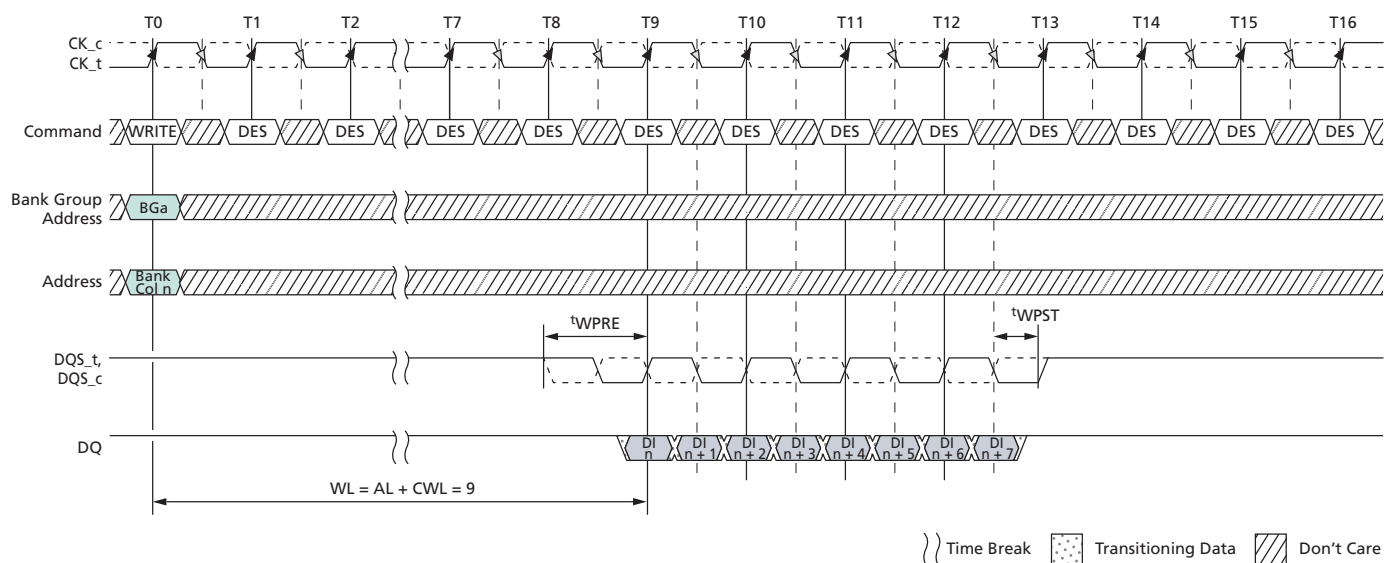 T0 T1 T2 T7 T8 T9 T10 T11 T12 T13 T14 T15 T16
CK_c
CK_t
Command WRITE DES DES DES DES DES DES DES DES DES DES DES DES
Bank Group
Address
BGa
Address
Bank
Col n
tWPRE
tWPST
DQS_t,
DQS_c
DQ
DI
n
DI
n + 1
DI
n + 2
DI
n + 3
DI
n + 4
DI
n + 5
DI
n + 6
DI
n + 7
WL = AL + CWL = 9
Time Break Transitioning Data Don’t Care